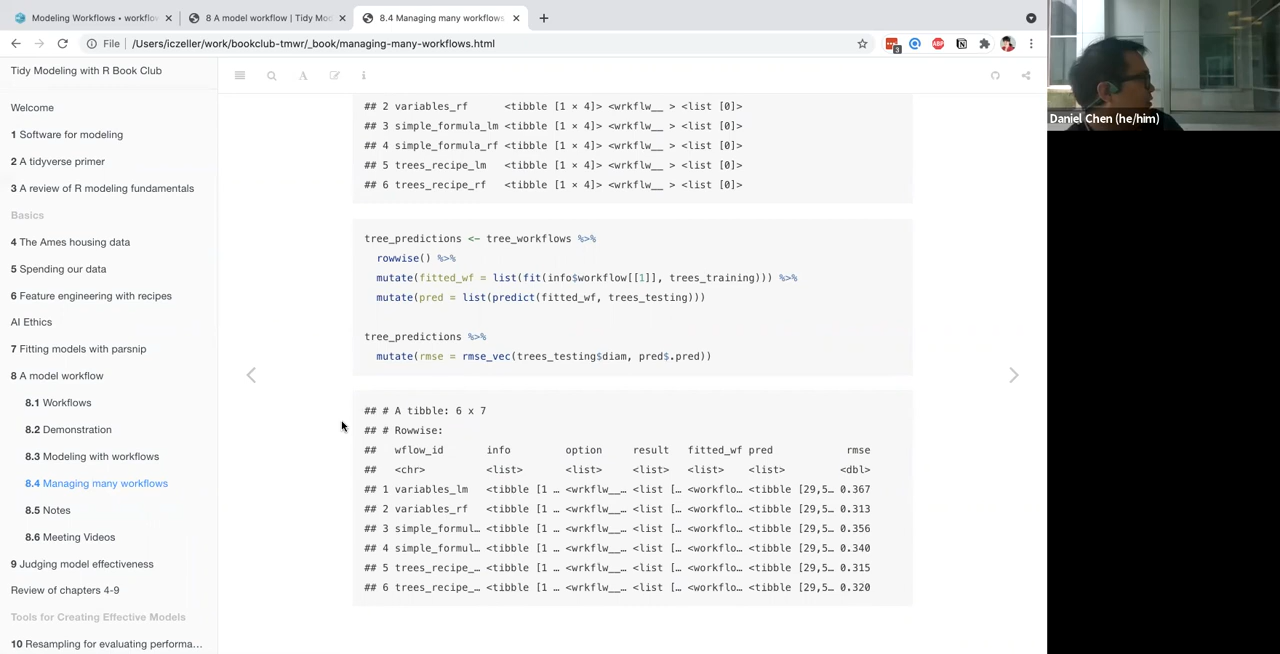 Modeling Workflows • workflow
8 A model workflow | Tidy Mod
8.4 Managing many workflows
File | /Users/iczeller/work/bookclub-tmwr/_book/managing-many-workflows.html
3
ABP
Daniel Chen (he/him)
Tidy Modeling with R Book Club
Welcome
1 Software for modeling
2 A tidyverse primer
3 A review of R modeling fundamentals
Basics
4 The Ames housing data
5 Spending our data
6 Feature engineering with recipes
AI Ethics
7 Fitting models with parsnip
8 A model workflow
8.1 Workflows
8.2 Demonstration
8.3 Modeling with workflows
8.4 Managing many workflows
8.5 Notes
8.6 Meeting Videos
9 Judging model effectiveness
Review of chapters 4-9
Tools for Creating Effective Models
10 Resampling for evaluating performa…
## 2 variables_rf <tibble [1 × 4]> <wrkflw__ > <list [0]>
## 3 simple_formula_lm <tibble [1 × 4]> <wrkflw__ > <list [0]>
## 4 simple_formula_rf <tibble [1 × 4]> <wrkflw__ > <list [0]>
## 5 trees_recipe_lm <tibble [1 × 4]> <wrkflw__ > <list [0]>
## 6 trees_recipe_rf <tibble [1 × 4]> <wrkflw__ > <list [0]>
tree_predictions <- tree_workflows %>%
rowwise() %>%
mutate(fitted_wf = list(fit(info$workflow[[1]], trees_training))) %>%
mutate(pred = list(predict(fitted_wf, trees_testing)))
tree_predictions %>%
mutate(rmse = rmse_vec(trees_testing$diam, pred$.pred))
## # A tibble: 6 x 7
## # Rowwise:
## wflow_id info option result fitted_wf pred rmse
## <chr> <list> <list> <list> <list> <list> <dbl>
## 1 variables_lm <tibble [1 … <wrkflw__… <list [… <workflo… <tibble [29,5… 0.367
## 2 variables_rf <tibble [1 … <wrkflw__… <list [… <workflo… <tibble [29,5… 0.313
## 3 simple_formul… <tibble [1 … <wrkflw__… <list [… <workflo… <tibble [29,5… 0.356
## 4 simple_formul… <tibble [1 … <wrkflw__… <list [… <workflo… <tibble [29,5… 0.340
## 5 trees_recipe_… <tibble [1 … <wrkflw__… <list [… <workflo… <tibble [29,5… 0.315
## 6 trees_recipe_… <tibble [1 … <wrkflw__… <list [… <workflo… <tibble [29,5… 0.320